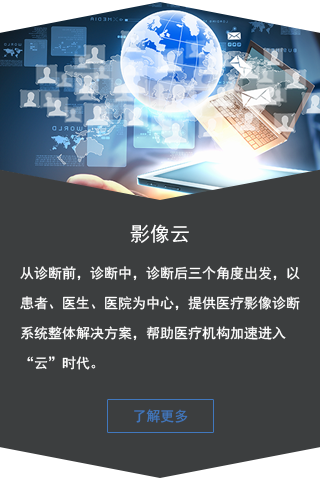 WORLD
影像云
从诊断前，诊断中，诊断后三个角度出发，以
患者、医生、医院为中心，提供医疗影像诊断
系统整体解决方案，帮助医疗机构加速进入
“云”时代。
了解更多